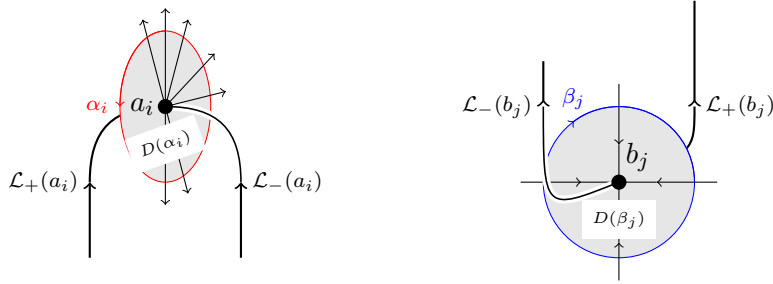 α_i
a_i
D(α_i)
ℒ_+(a_i)
ℒ_−(a_i)
ℒ_−(b_j)
β_j
ℒ_+(b_j)
b_j
D(β_j)